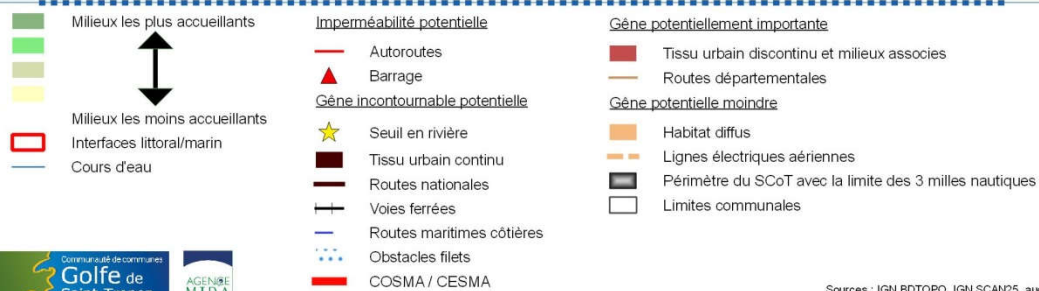 Milieux les plus accueillants
Milieux les moins accueillants
Interfaces littoral/marin
Cours d'eau
Imperméabilité potentielle
Autoroutes
Barrage
Gêne incontournable potentielle
Seuil en rivière
Tissu urbain continu
Routes nationales
Voies ferrées
Routes maritimes côtières
Obstacles filets
COSMA / CESMA
Gêne potentiellement importante
Tissu urbain discontinu et milieux associes
Routes départementales
Gêne potentielle moindre
Habitat diffus
Lignes électriques aériennes
Périmètre du SCoT avec la limite des 3 milles nautiques
Limites communales
Communauté de communes
Golfe de
AGENCE
Sources : IGN BDTOPO, IGN SCAN25,